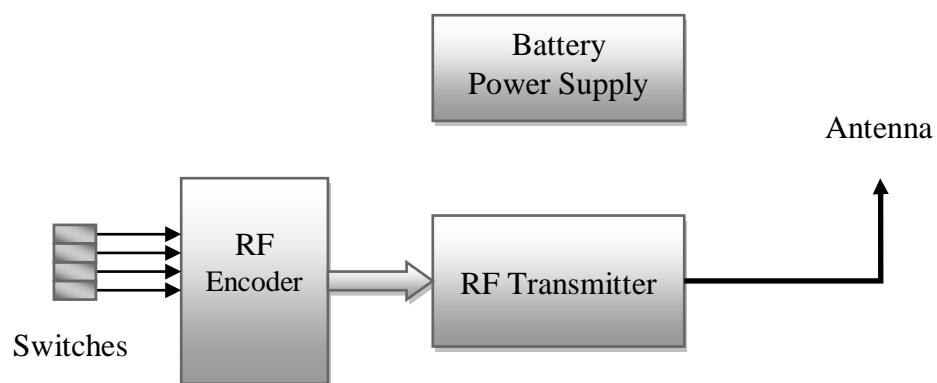 Battery
Power Supply
Antenna
RF
Encoder
RF Transmitter
Switches